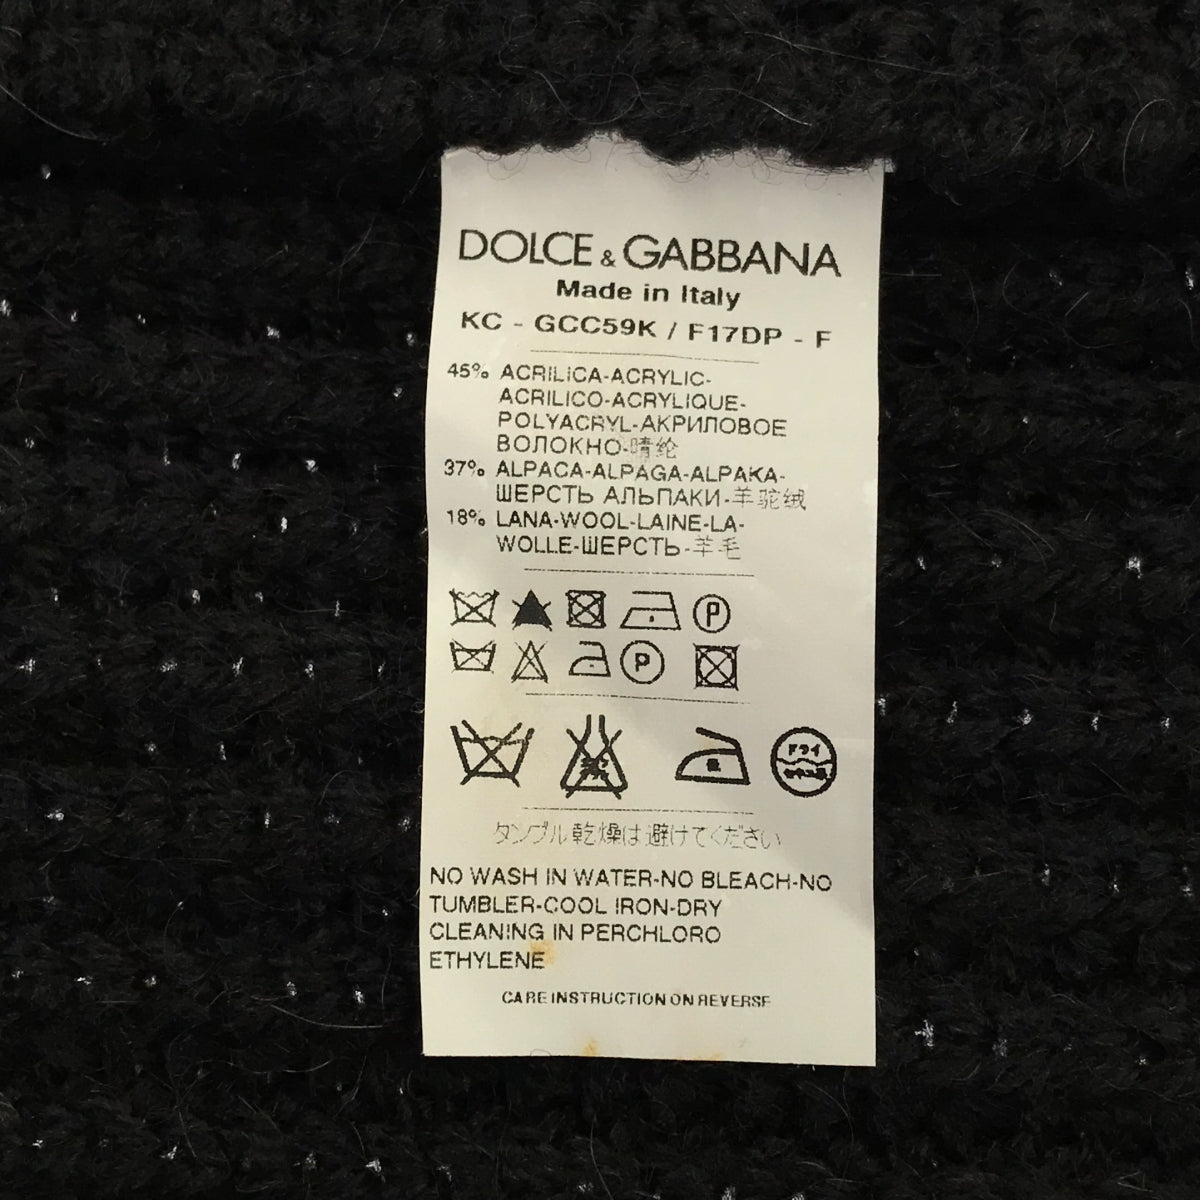 DOLCE & GABBANA
Made in Italy
KC - GCC59K / F17DP - F
45% ACRILICA-ACRYLIC-
ACRILICO-ACRYLIQUE-
POLYACRYL-АКРИЛОВОЕ
ВОЛОКНО-晴纶
37% ALPACA-ALPAGA-ALPAKA-
ШЕРСТЬ АЛЬПАКИ-羊驼绒
18% LANA-WOOL-LAINE-LA-
WOLLE-ШЕРСТЬ-羊毛
P
P
ドライ
タンブル乾燥は避けてください
NO WASH IN WATER-NO BLEACH-NO
TUMBLER-COOL IRON-DRY
CLEANING IN PERCHLORO
ETHYLENE
CARE INSTRUCTION ON REVERSE